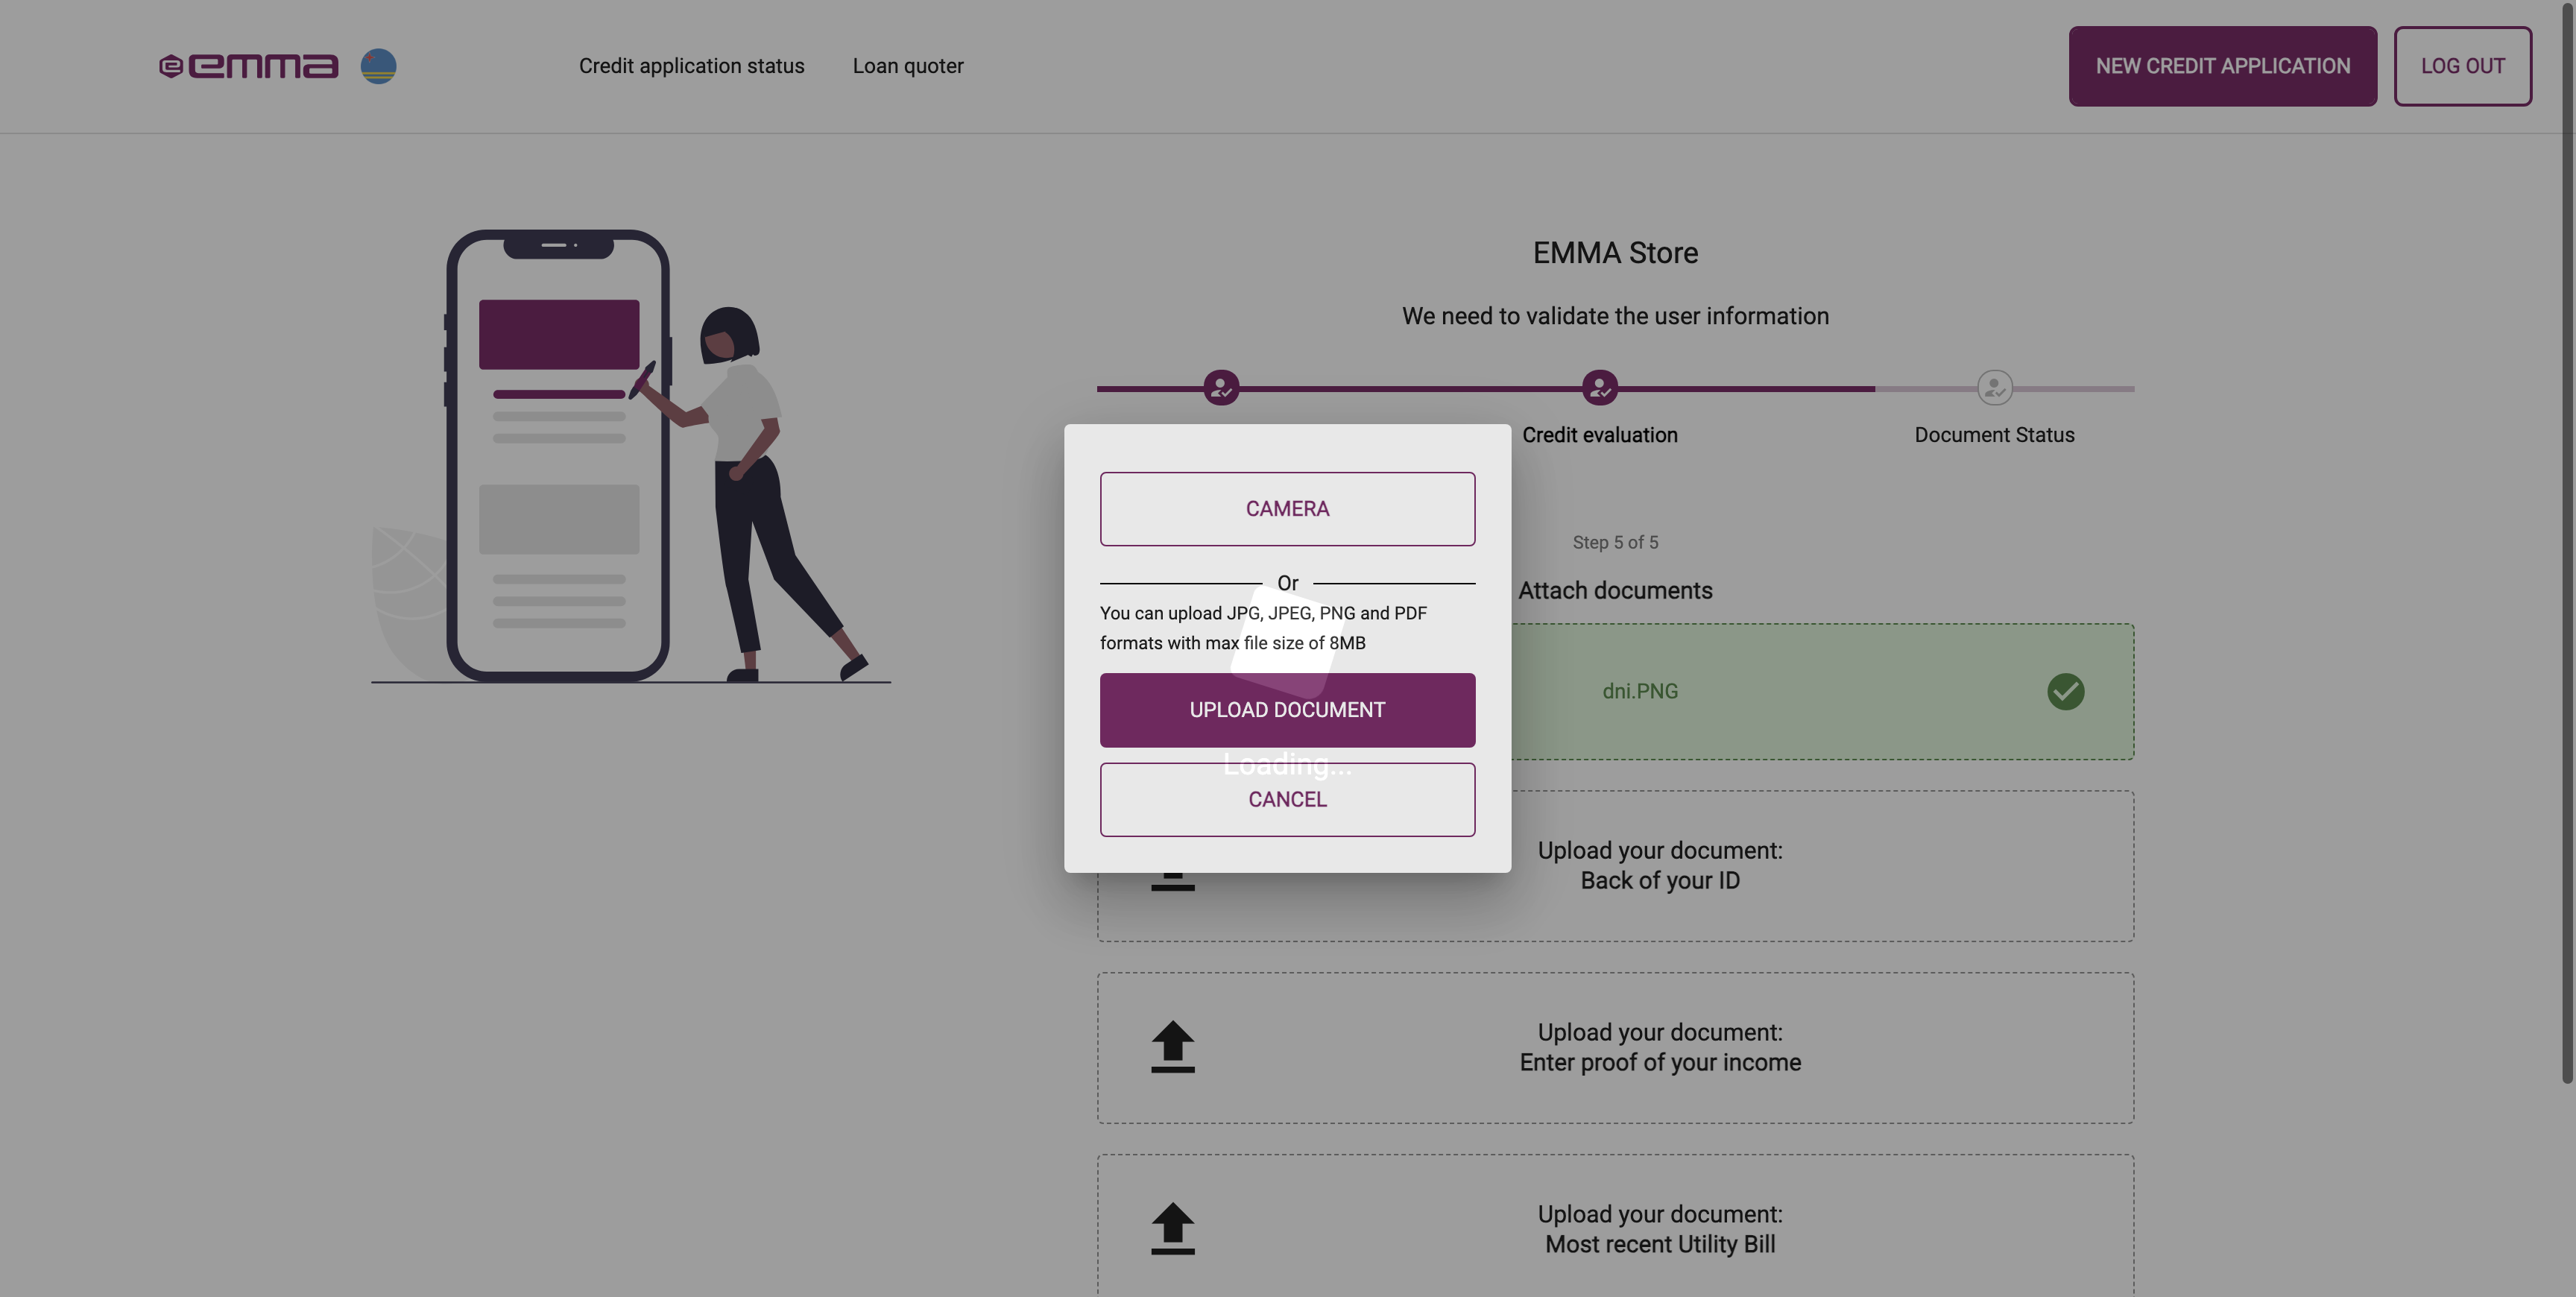 emma
Credit application status
Loan quoter
NEW CREDIT APPLICATION
LOG OUT
EMMA Store
We need to validate the user information
Credit evaluation
Document Status
Step 5 of 5
Attach documents
dni.PNG
CAMERA
Or
You can upload JPG, JPEG, PNG and PDF
formats with max file size of 8MB
UPLOAD DOCUMENT
Loading...
CANCEL
Upload your document:
Back of your ID
Upload your document:
Enter proof of your income
Upload your document:
Most recent Utility Bill